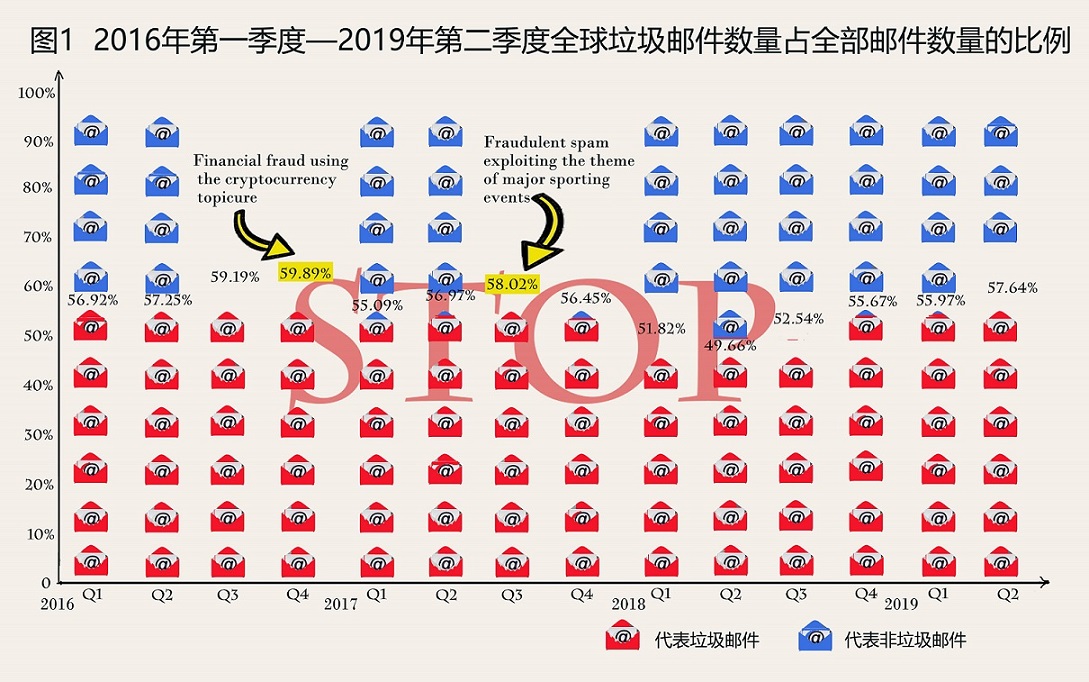 图1 2016年第一季度—2019年第二季度全球垃圾邮件数量占全部邮件数量的比例
100%
90%
80%
70%
60%
50%
40%
30%
20%
10%
0
Financial fraud using
the cryptocurrency
topicure
Fraudulent spam
exploiting the theme
of major sporting
events
56.92%
57.25%
59.19%
59.89%
55.09%
56.97%
58.02%
56.45%
51.82%
49.66%
52.54%
55.67%
55.97%
57.64%
STOP
Q1 Q2 Q3 Q4 Q1 Q2 Q3 Q4 Q1 Q2 Q3 Q4 Q1 Q2
2016 2017 2018 2019
代表垃圾邮件 代表非垃圾邮件